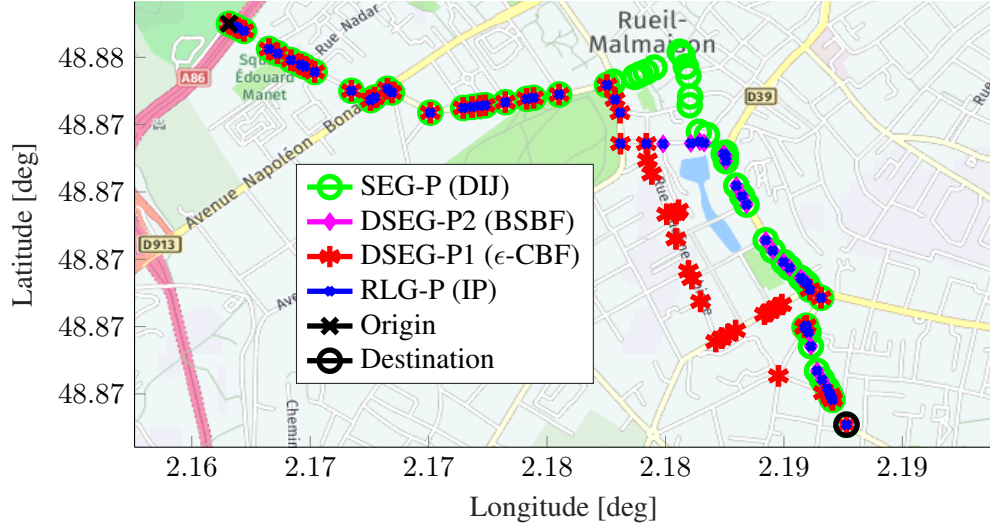 Rueil-
Malmaison
Rue Nadar
A86
Square
Édouard
Manet
48.88
48.87
48.87
48.87
48.87
48.87
D39
Avenue Napoléon Bona
D913
Chemin
SEG-P (DIJ)
DSEG-P2 (BSBF)
DSEG-P1 (ϵ-CBF)
RLG-P (IP)
Origin
Destination
Latitude [deg]
2.16
2.17
2.17
2.18
2.18
2.19
2.19
Longitude [deg]